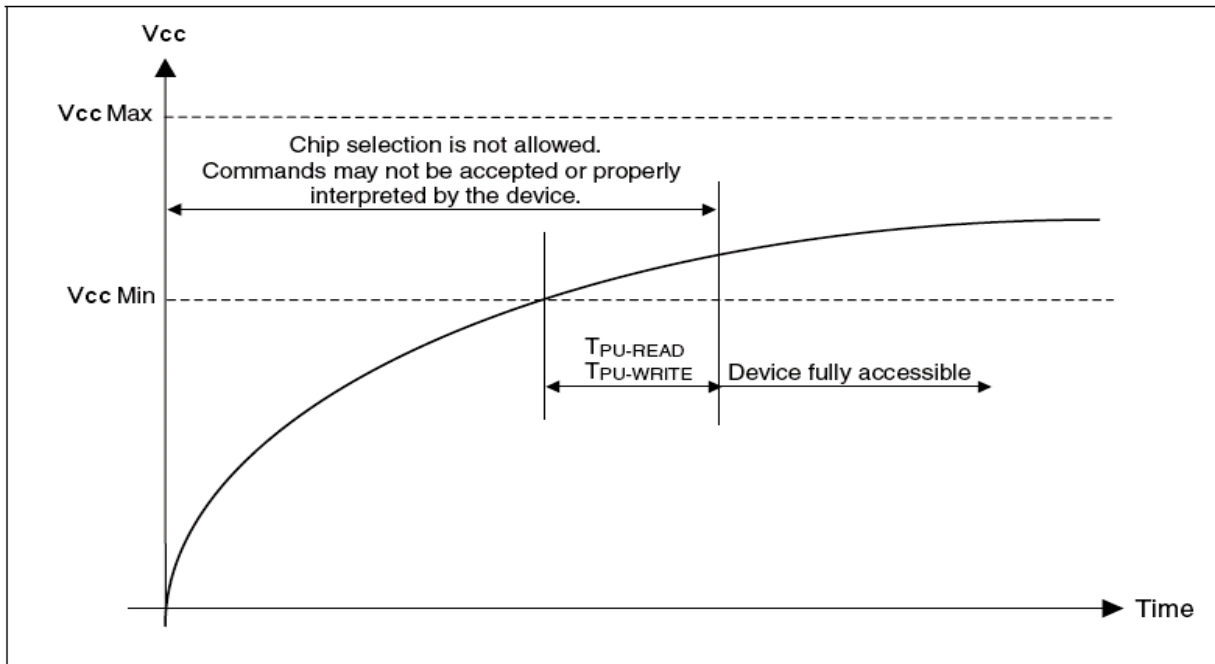 Vcc
Vcc Max
Chip selection is not allowed.
Commands may not be accepted or properly
interpreted by the device.
Vcc Min
TPU-READ
TPU-WRITE
Device fully accessible
Time